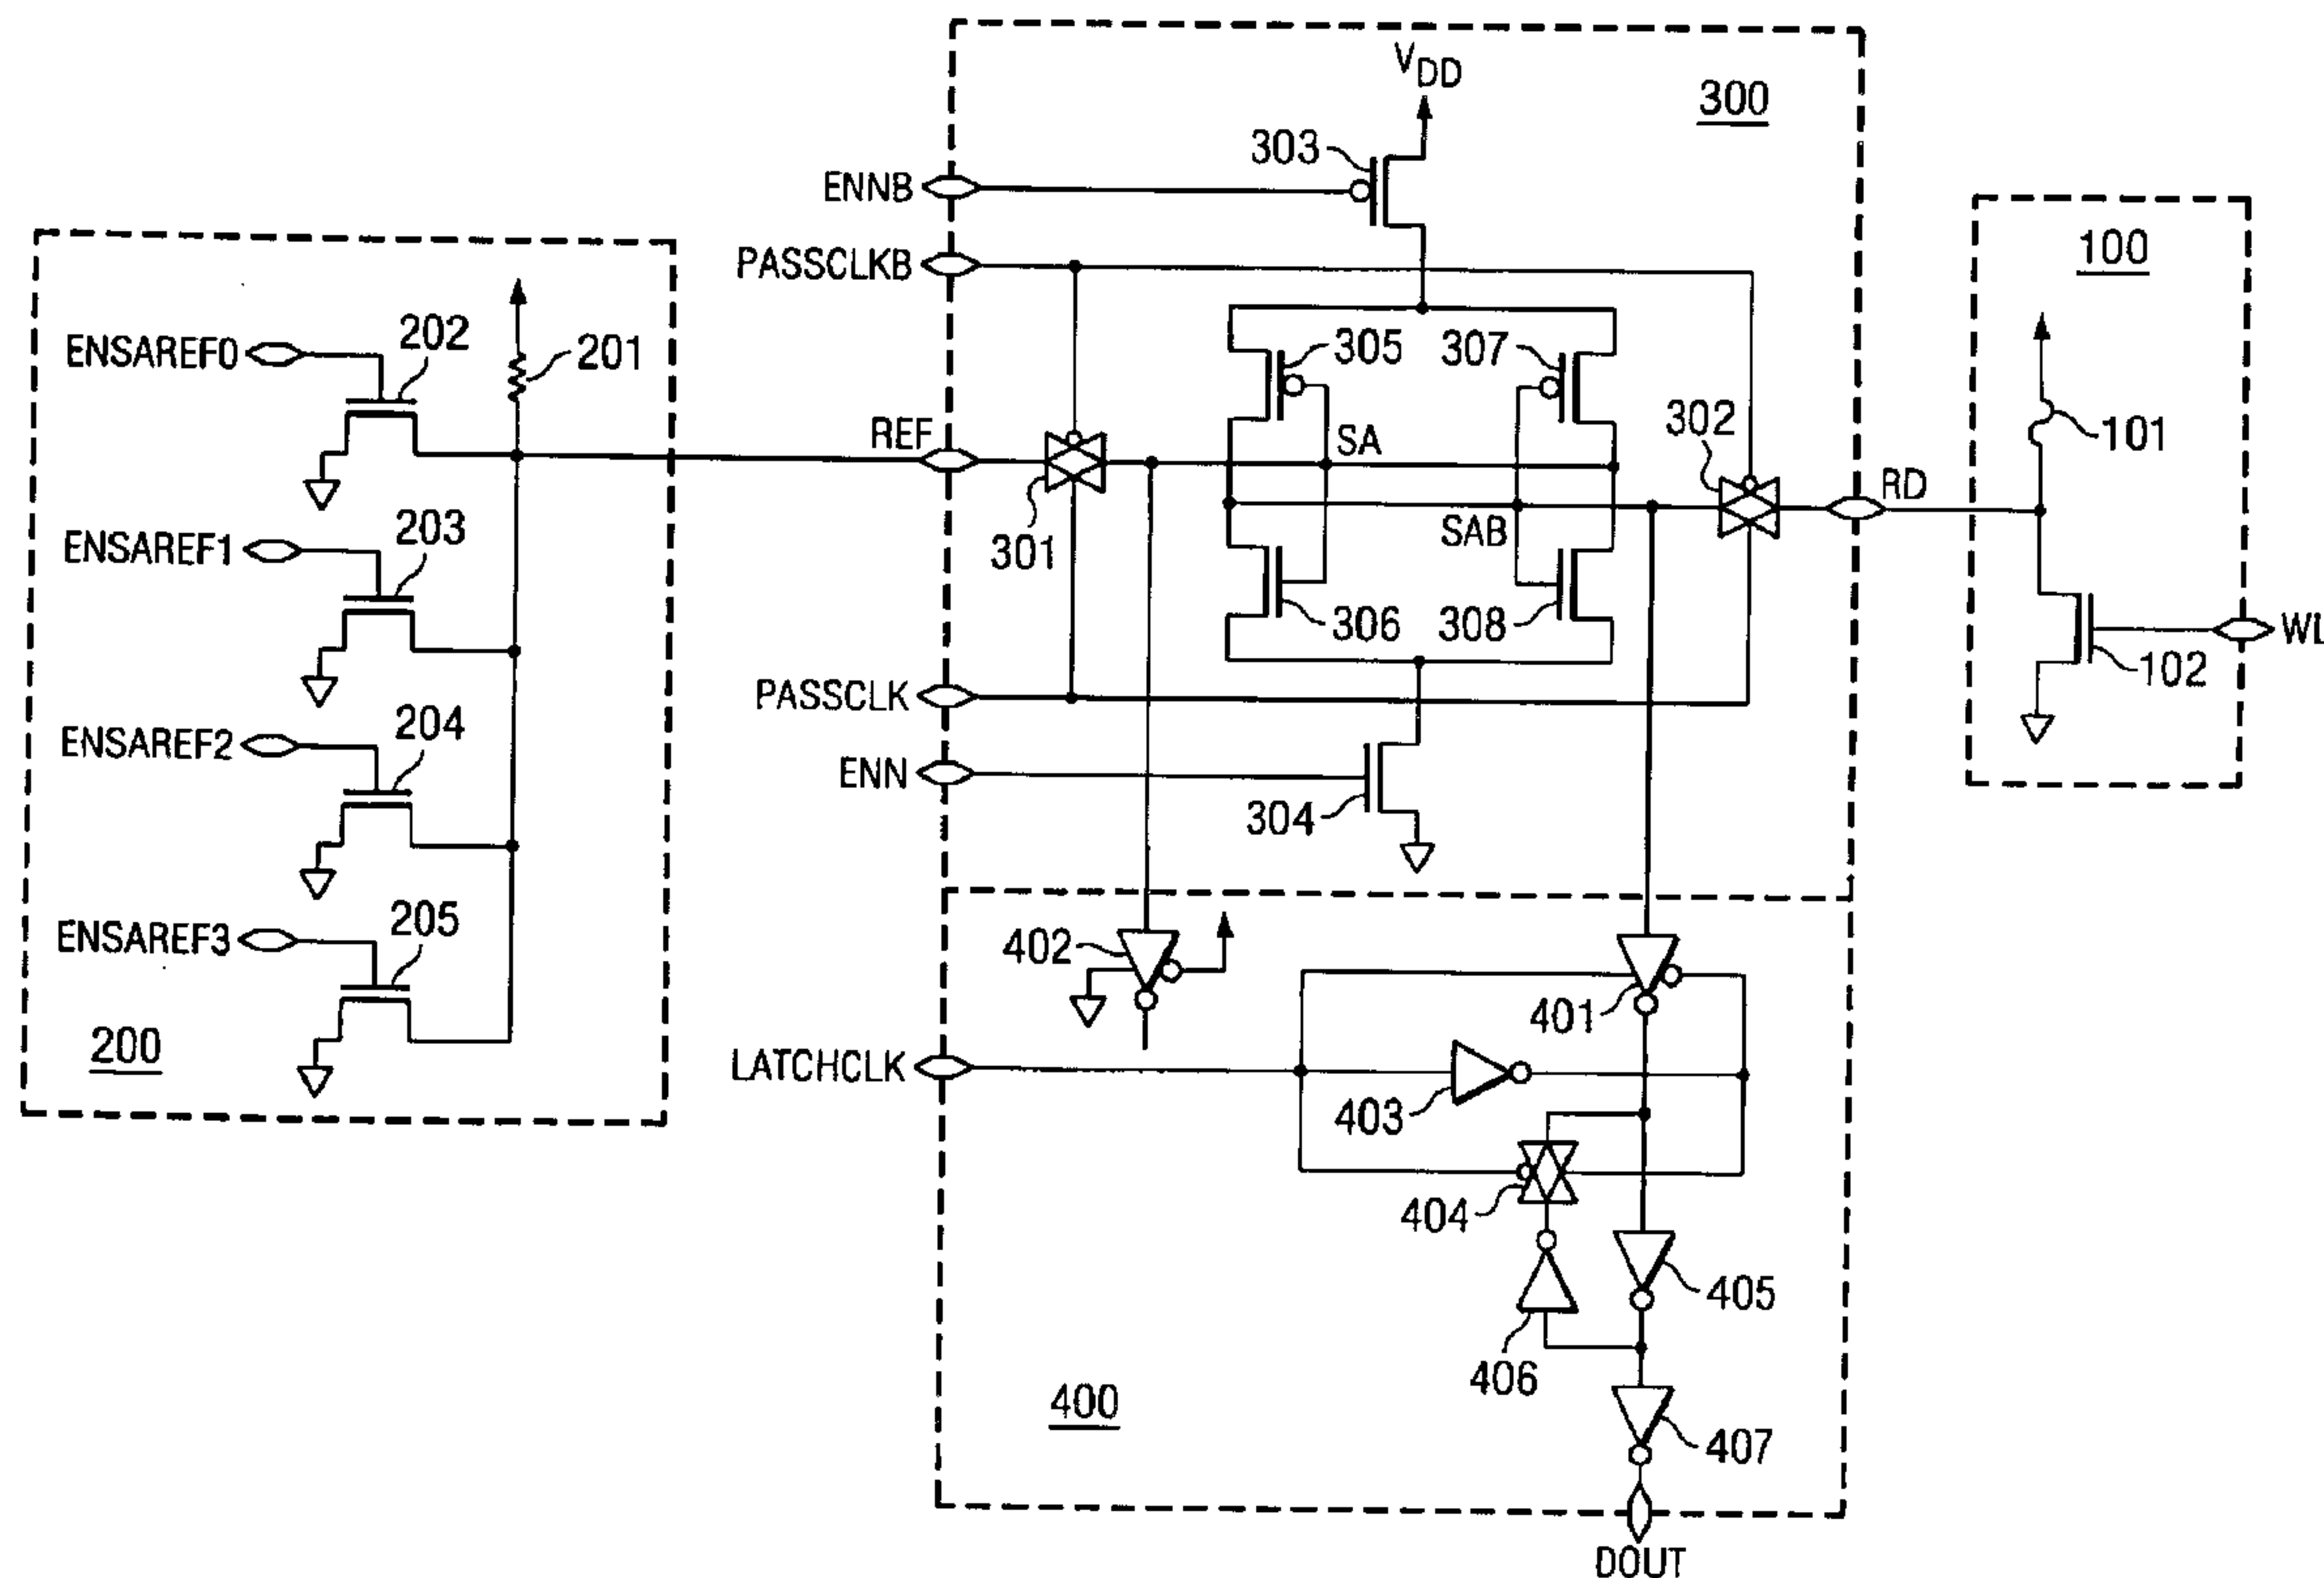 VDD
300
303
ENNB
100
PASSCLKB
202
ENSAREF0
201
305
307
302
101
REF
SA
RD
203
ENSAREF1
301
SAB
306
308
WL
102
204
PASSCLK
ENSAREF2
ENN
304
205
ENSAREF3
402
401
200
LATCHCLK
403
404
405
406
400
407
DOUT